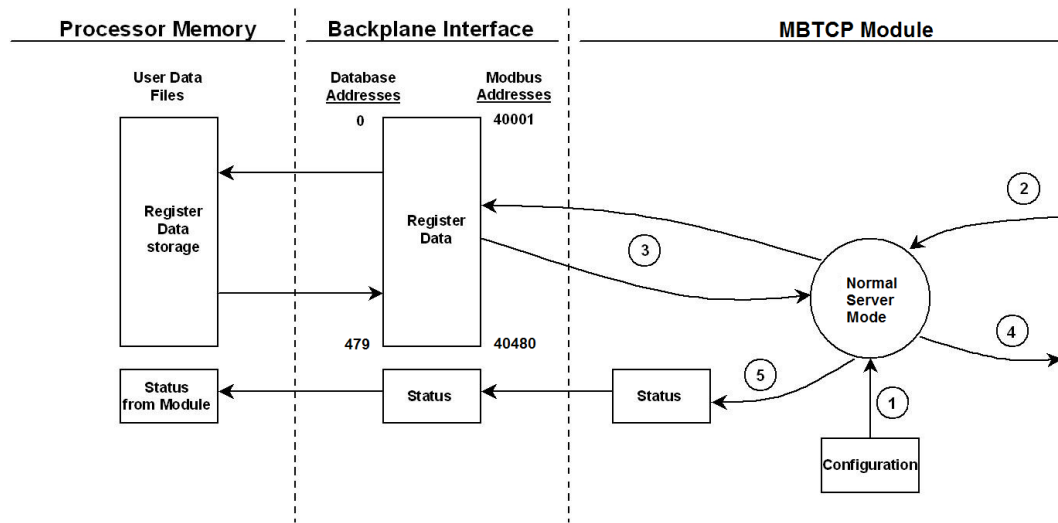 Processor Memory
Backplane Interface
MBTCP Module
User Data
Files
Database
Addresses
Modbus
Addresses
0
40001
Register
Data
storage
Register
Data
2
3
Normal
Server
Mode
4
479
40480
Status
from Module
Status
Status
5
1
Configuration